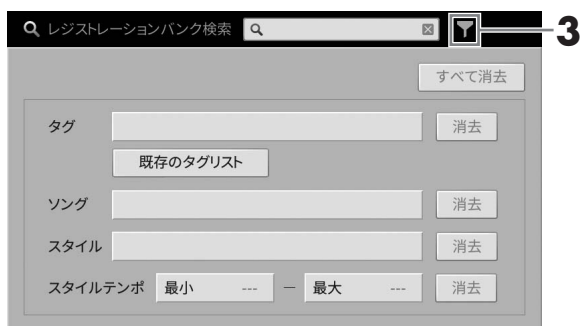 レジストレーションバンク検索
3
すべて消去
タグ 消去
既存のタグリスト
ソング 消去
スタイル 消去
スタイルテンポ 最小 --- － 最大 --- 消去